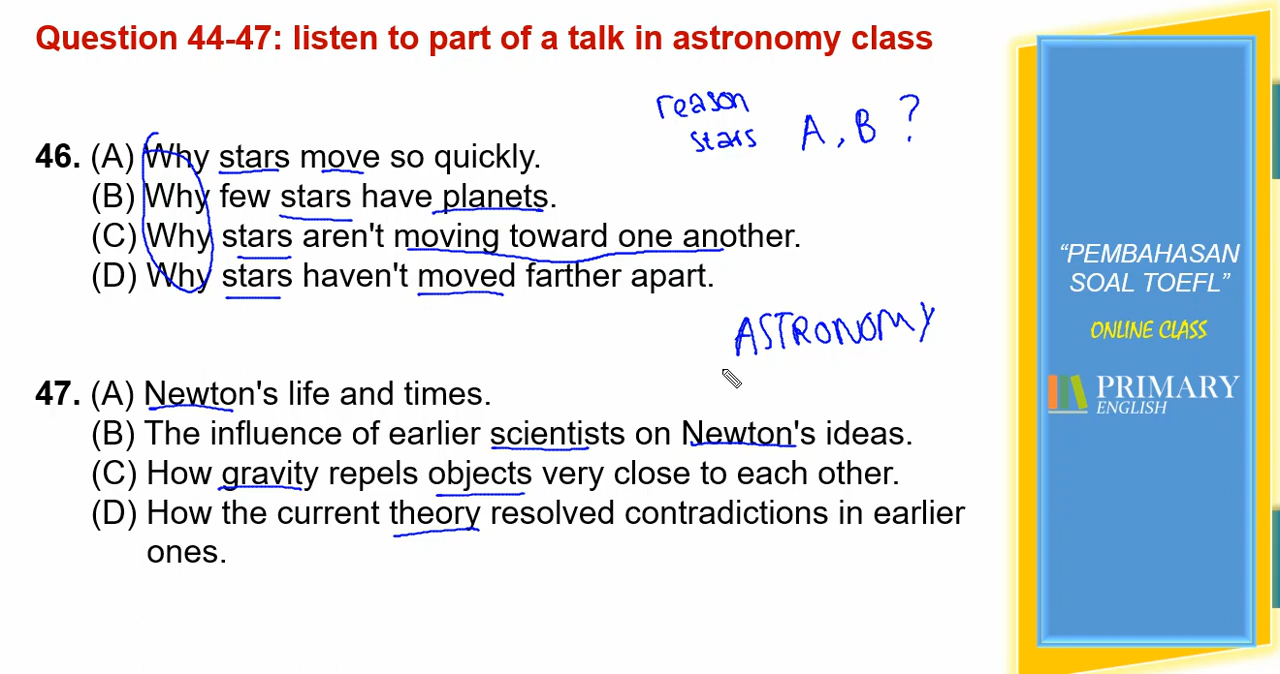 Question 44-47: listen to part of a talk in astronomy class
reason
stars A, B ?
46. (A) Why stars move so quickly.
(B) Why few stars have planets.
(C) Why stars aren't moving toward one another.
(D) Why stars haven't moved farther apart.
ASTRONOMY
47. (A) Newton's life and times.
(B) The influence of earlier scientists on Newton's ideas.
(C) How gravity repels objects very close to each other.
(D) How the current theory resolved contradictions in earlier
ones.
“PEMBAHASAN
SOAL TOEFL”
ONLINE CLASS
PRIMARY
ENGLISH